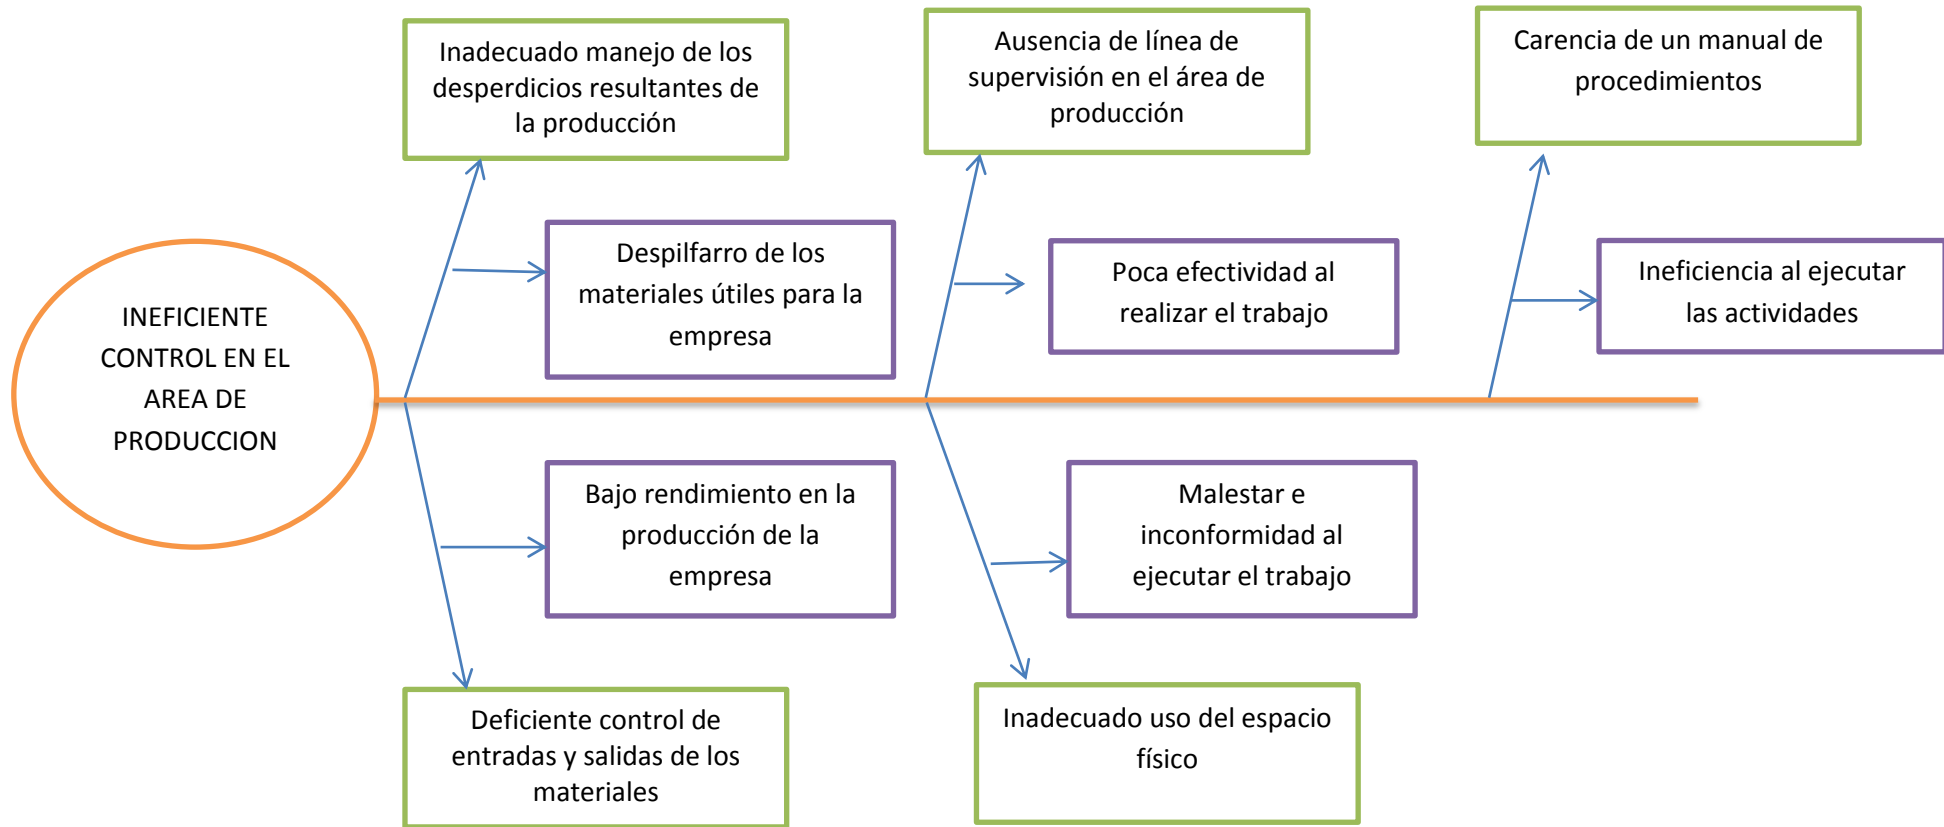 Inadecuado manejo de los
desperdicios resultantes de
la producción
Ausencia de línea de
supervisión en el área de
producción
Carencia de un manual de
procedimientos
Despilfarro de los
materiales útiles para la
empresa
Poca efectividad al
realizar el trabajo
Ineficiencia al ejecutar
las actividades
INEFICIENTE
CONTROL EN EL
AREA DE
PRODUCCION
Bajo rendimiento en la
producción de la
empresa
Malestar e
inconformidad al
ejecutar el trabajo
Deficiente control de
entradas y salidas de los
materiales
Inadecuado uso del espacio
físico